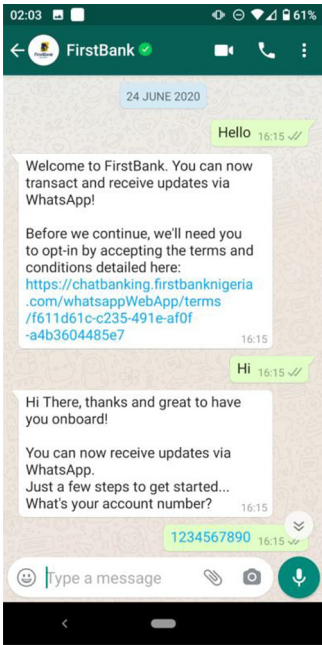 02:03
61%
FirstBank
24 JUNE 2020
Hello 16:15
Welcome to FirstBank. You can now
transact and receive updates via
WhatsApp!
Before we continue, we'll need you
to opt-in by accepting the terms and
conditions detailed here:
https://chatbanking.firstbanknigeria
.com/whatsappWebApp/terms
/f611d61c-c235-491e-af0f
-a4b3604485e7
16:15
Hi 16:15
Hi There, thanks and great to have
you onboard!
You can now receive updates via
WhatsApp.
Just a few steps to get started...
What's your account number? 16:15
1234567890 16:15
Type a message